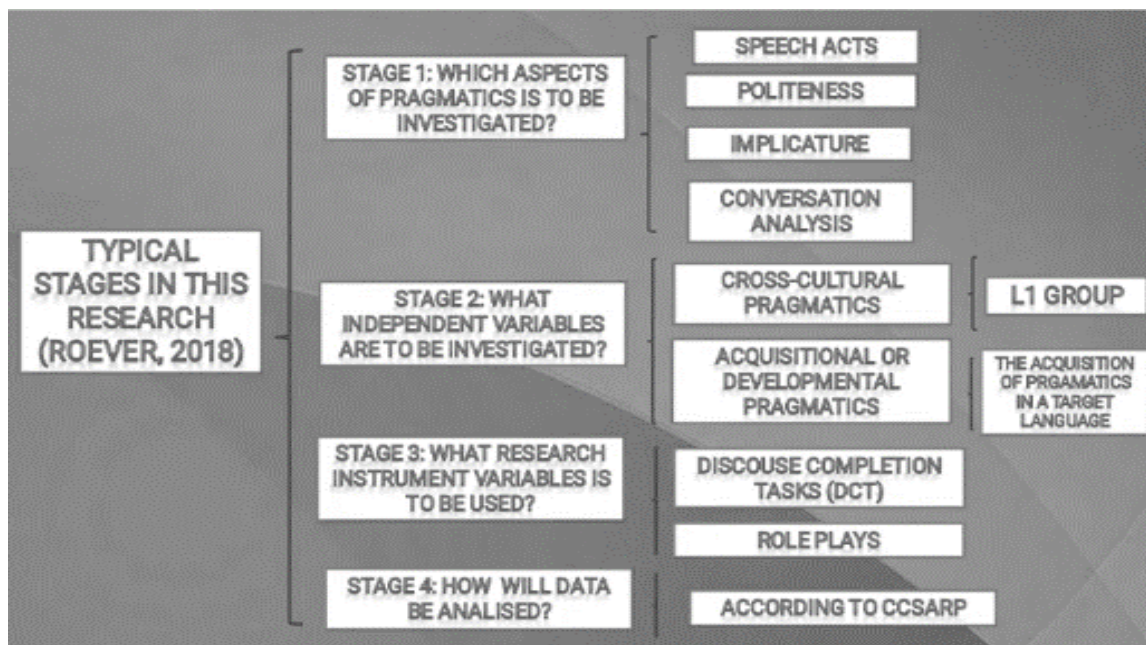 TYPICAL
STAGES IN THIS
RESEARCH
(ROEVER, 2018)
STAGE 1: WHICH ASPECTS
OF PRAGMATICS IS TO BE
INVESTIGATED?
SPEECH ACTS
POLITENESS
IMPLICATURE
CONVERSATION
ANALYSIS
STAGE 2: WHAT
INDEPENDENT VARIABLES
ARE TO BE INVESTIGATED?
CROSS-CULTURAL
PRAGMATICS
L1 GROUP
ACQUISITIONAL OR
DEVELOPMENTAL
PRAGMATICS
THE ACQUISITION
OF PRGAMATICS
IN A TARGET
LANGUAGE
STAGE 3: WHAT RESEARCH
INSTRUMENT VARIABLES IS
TO BE USED?
DISCOUSE COMPLETION
TASKS (DCT)
ROLE PLAYS
STAGE 4: HOW WILL DATA
BE ANALISED?
ACCORDING TO CCSARP